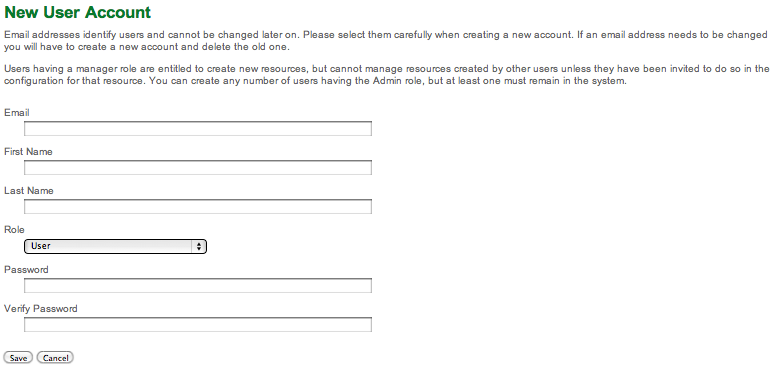 New User Account
Email addresses identify users and cannot be changed later on. Please select them carefully when creating a new account. If an email address needs to be changed
you will have to create a new account and delete the old one.
Users having a manager role are entitled to create new resources, but cannot manage resources created by other users unless they have been invited to do so in the
configuration for that resource. You can create any number of users having the Admin role, but at least one must remain in the system.
Email
First Name
Last Name
Role
User
Password
Verify Password
Save Cancel